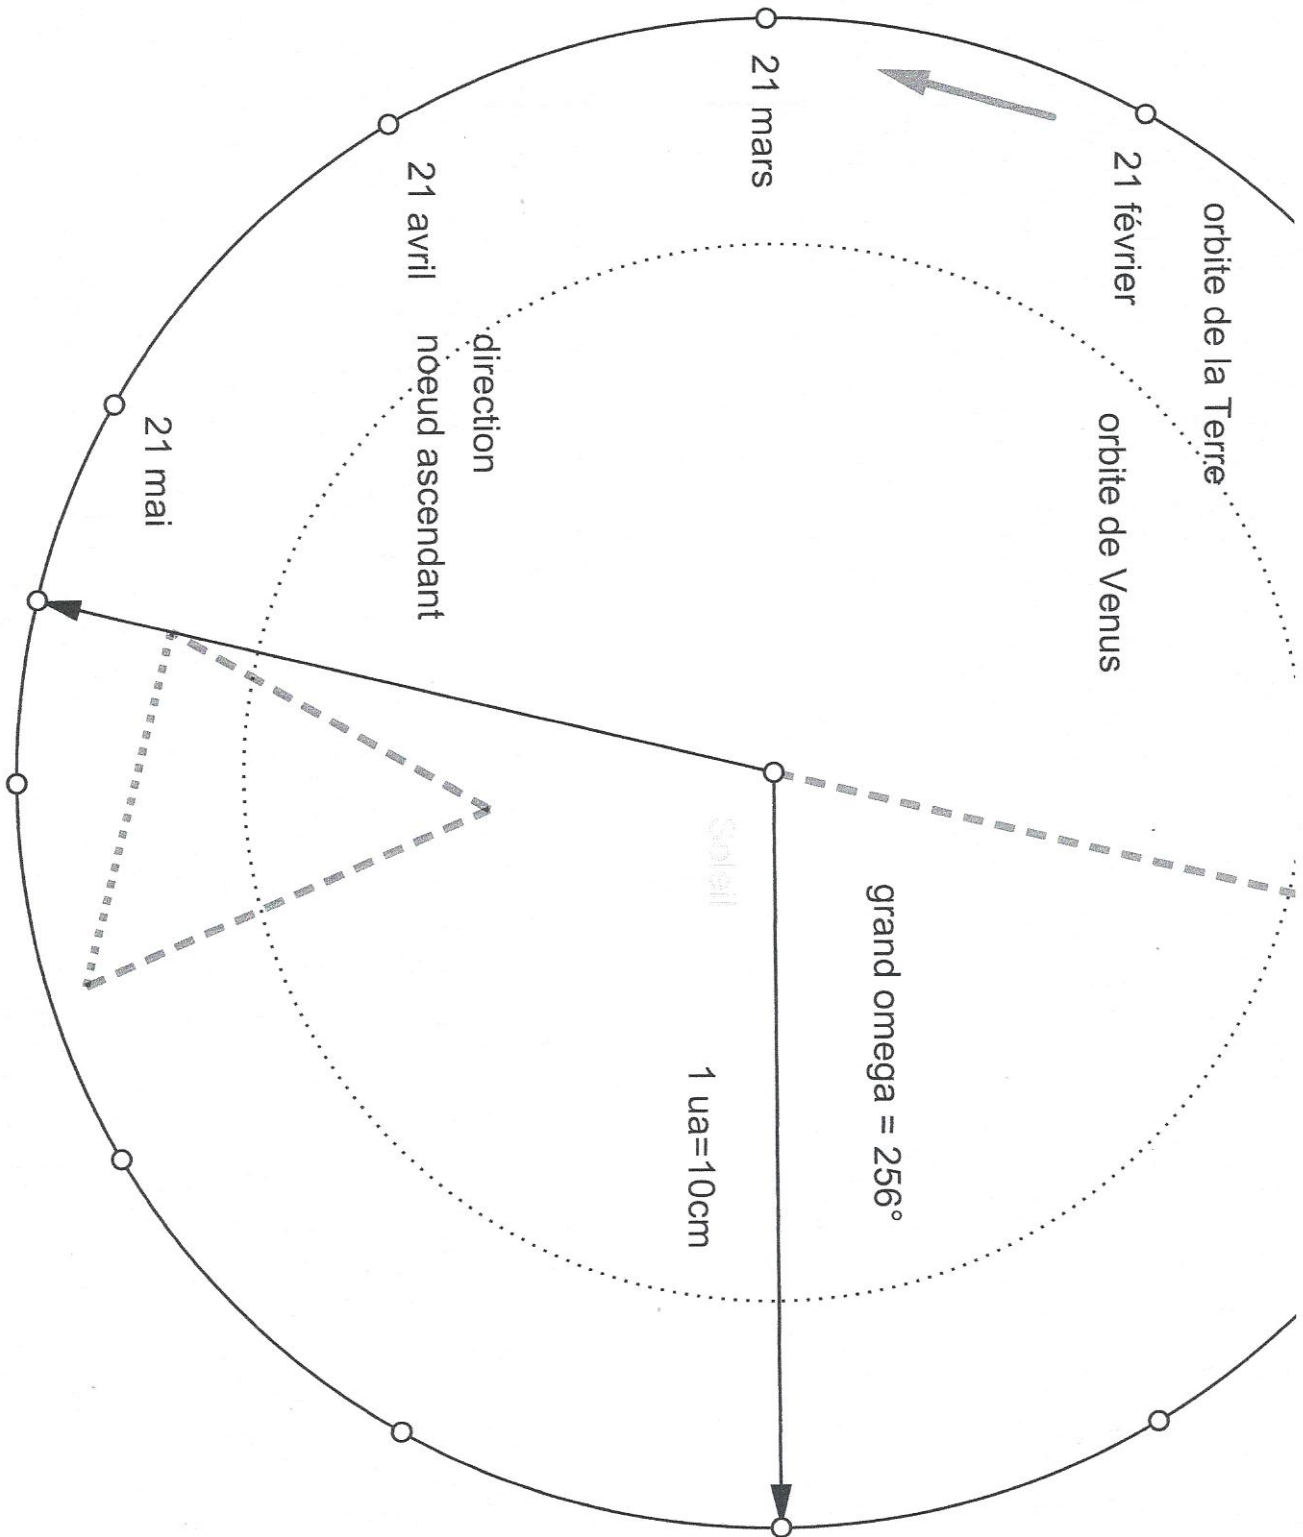 orbite de la Terre
21 février
orbite de Venus
21 mars
grand omega = 256°
Soleil
1 ua=10cm
direction
noeud ascendant
21 avril
21 mai